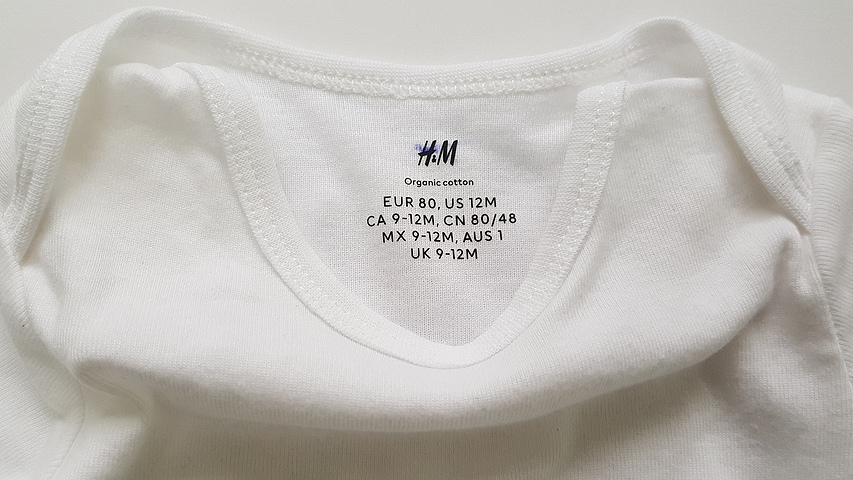 H&M
Organic cotton
EUR 80, US 12M
CA 9-12M, CN 80/48
MX 9-12M, AUS 1
UK 9-12M